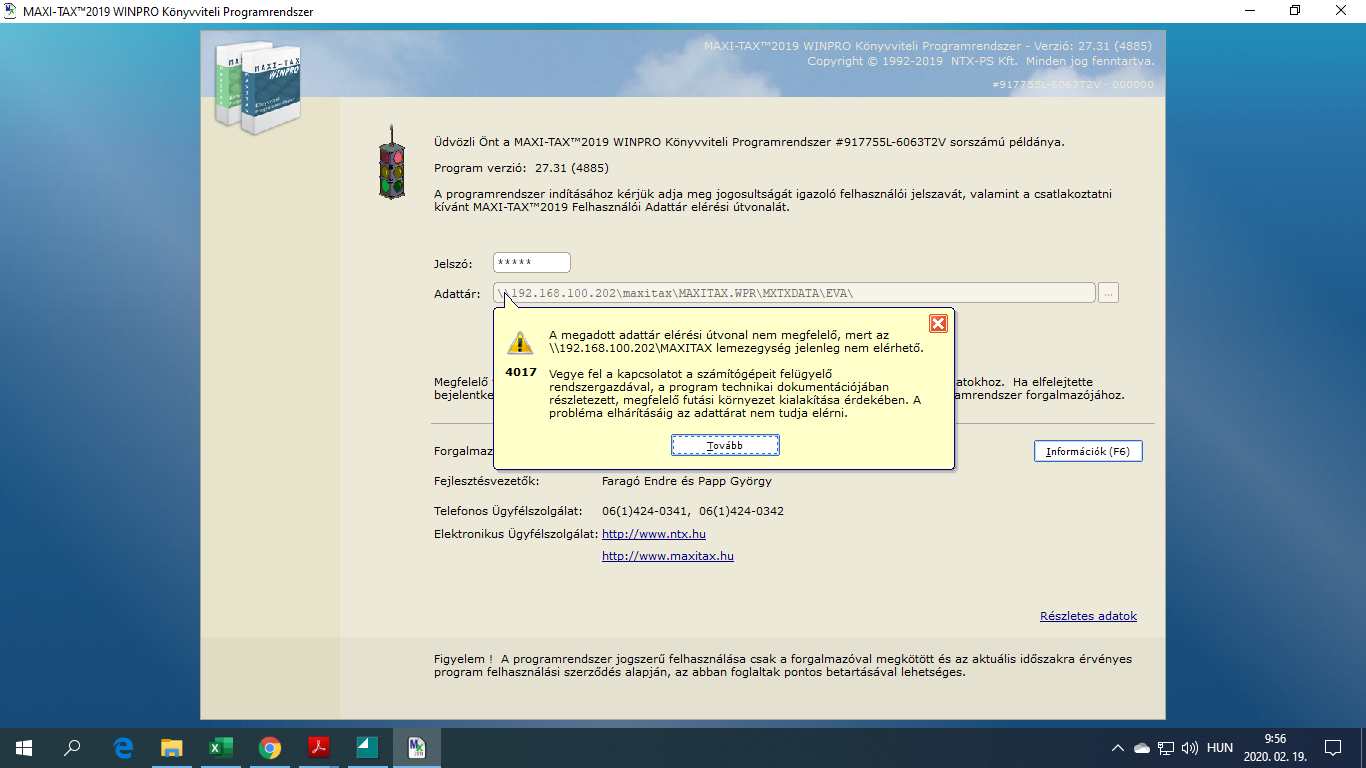 MAXI-TAX™2019 WINPRO Könyvviteli Programrendszer
MAXI-TAX™2019 WINPRO Könyvviteli Programrendszer - Verzió: 27.31 (4885)
Copyright © 1992-2019 NTX-PS Kft. Minden jog fenntartva.
#917755L-6063T2V - 000000
MAXI-TAX
WINPRO
Üdvözli Önt a MAXI-TAX™2019 WINPRO Könyvviteli Programrendszer #917755L-6063T2V sorszámú példánya.
Program verzió: 27.31 (4885)
A programrendszer indításához kérjük adja meg jogosultságát igazoló felhasználói jelszavát, valamint a csatlakoztatni
kívánt MAXI-TAX™2019 Felhasználói Adattár elérési útvonalát.
Jelszó: *****
Adattár: \\192.168.100.202\maxitax\MAXITAX.WPR\MXTXDATA\EVA\ ...
A megadott adattár elérési útvonal nem megfelelő, mert az
\\192.168.100.202\MAXITAX lemezegység jelenleg nem elérhető.
4017 Vegye fel a kapcsolatot a számítógépeit felügyelő
rendszergazdával, a program technikai dokumentációjában
részletezett, megfelelő futási környezet kialakítása érdekében. A
probléma elhárításáig az adattárat nem tudja elérni.
Tovább
Megfelelő atokhoz. Ha elfelejtette
bejelentke amrendszer forgalmazójához.
Forgalmaz Információk (F6)
Fejlesztésvezetők: Faragó Endre és Papp György
Telefonos Ügyfélszolgálat: 06(1)424-0341, 06(1)424-0342
Elektronikus Ügyfélszolgálat: http://www.ntx.hu
http://www.maxitax.hu
Részletes adatok
Figyelem ! A programrendszer jogszerű felhasználása csak a forgalmazóval megkötött és az aktuális időszakra érvényes
program felhasználási szerződés alapján, az abban foglaltak pontos betartásával lehetséges.
HUN
9:56
2020. 02. 19.